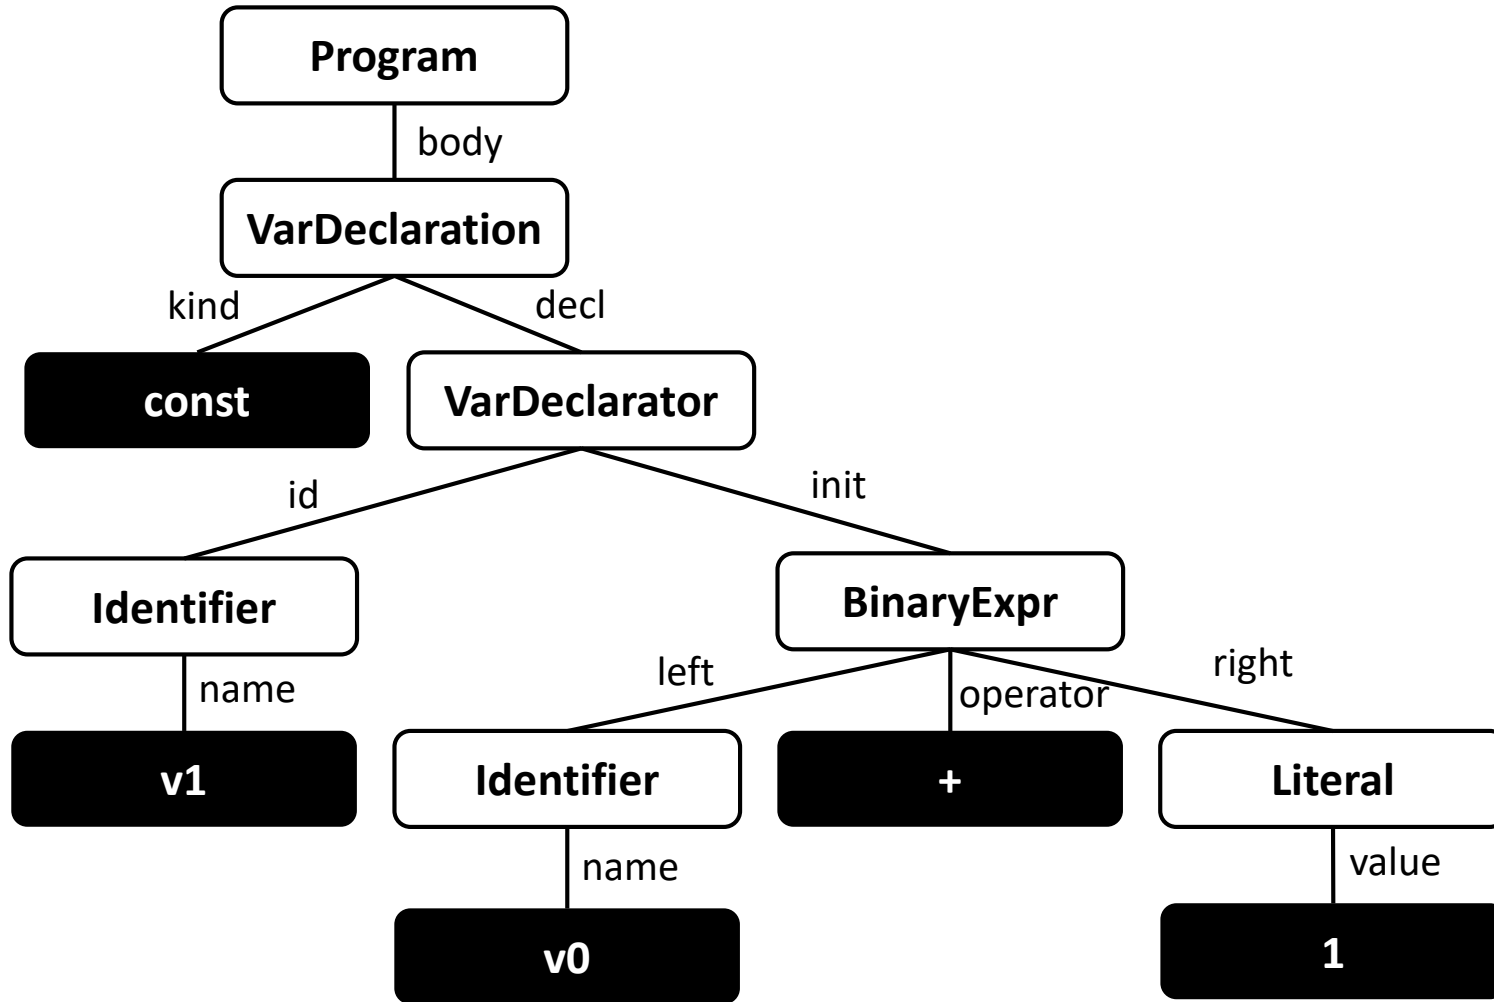 Program
body
VarDeclaration
kind
decl
const
VarDeclarator
id
init
Identifier
BinaryExpr
name
left
operator
right
v1
Identifier
+
Literal
name
value
v0
1